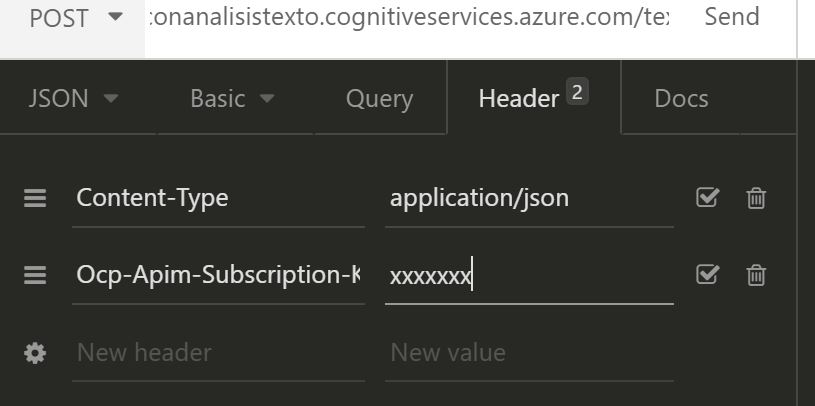 POST :onanalisistexto.cognitiveservices.azure.com/te Send
JSON Basic Query Header 2 Docs
Content-Type application/json
Ocp-Apim-Subscription-K xxxxxxx
New header New value